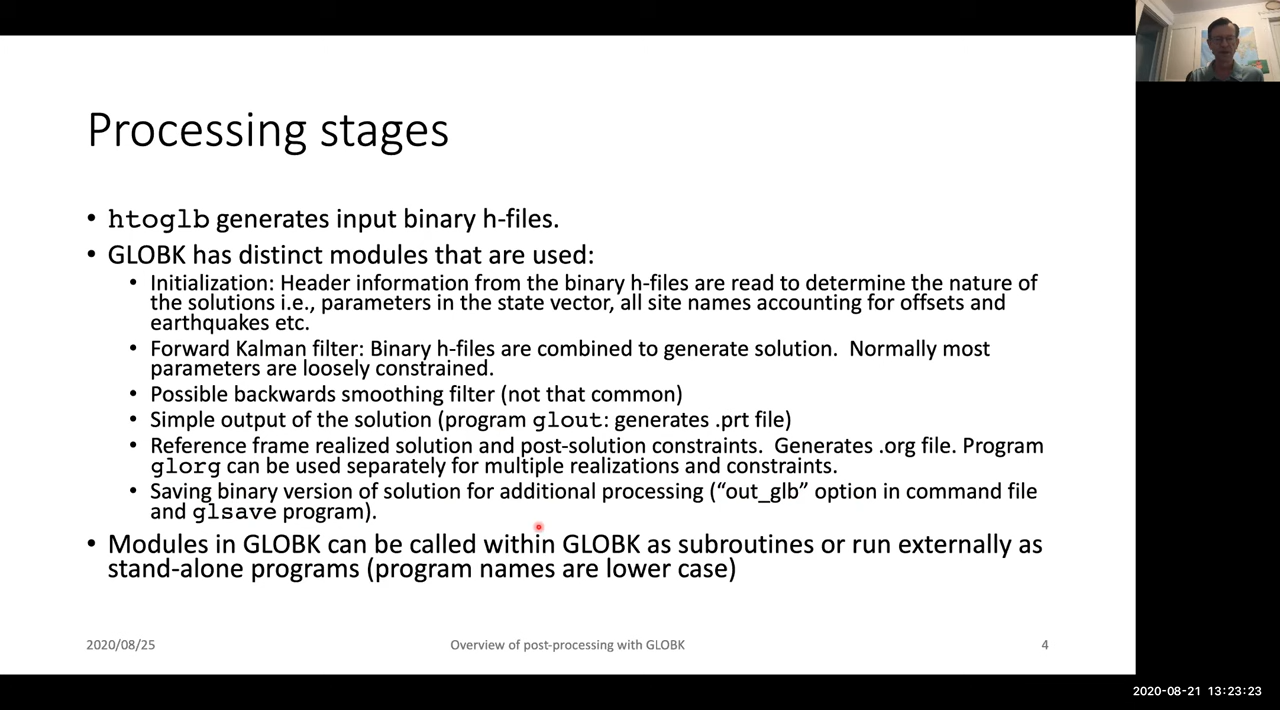 Processing stages
• htoglb generates input binary h-files.
• GLOBK has distinct modules that are used:
• Initialization: Header information from the binary h-files are read to determine the nature of
the solutions i.e., parameters in the state vector, all site names accounting for offsets and
earthquakes etc.
• Forward Kalman filter: Binary h-files are combined to generate solution. Normally most
parameters are loosely constrained.
• Possible backwards smoothing filter (not that common)
• Simple output of the solution (program glout: generates .prt file)
• Reference frame realized solution and post-solution constraints. Generates .org file. Program
glorg can be used separately for multiple realizations and constraints.
• Saving binary version of solution for additional processing (“out_glb” option in command file
and glsave program).
• Modules in GLOBK can be called within GLOBK as subroutines or run externally as
stand-alone programs (program names are lower case)
2020/08/25
Overview of post-processing with GLOBK
4
2020-08-21 13:23:23